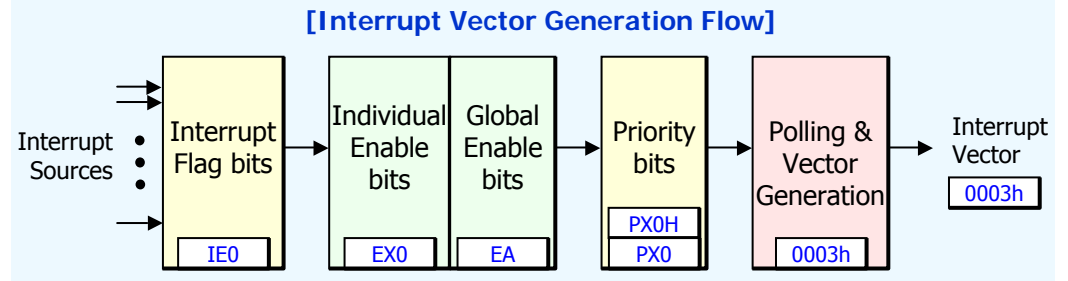 [Interrupt Vector Generation Flow]
Interrupt
Sources
Interrupt
Flag bits
IE0
Individual
Enable
bits
EX0
Global
Enable
bits
EA
Priority
bits
PX0H
PX0
Polling &
Vector
Generation
0003h
Interrupt
Vector
0003h